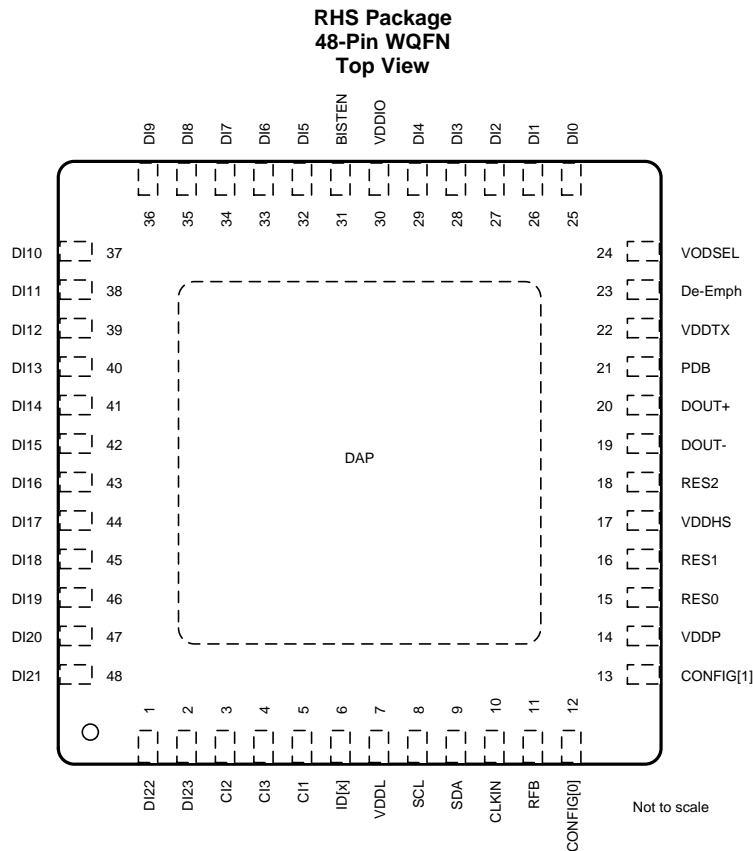 RHS Package
48-Pin WQFN
Top View
DI9 DI8 DI7 DI6 DI5 BISTEN VDDIO DI4 DI3 DI2 DI1 DI0
36 35 34 33 32 31 30 29 28 27 26 25
DI10 37 24 VODSEL
DI11 38 23 De-Emph
DI12 39 22 VDDTX
DI13 40 21 PDB
DI14 41 20 DOUT+
DI15 42 19 DOUT-
DAP
DI16 43 18 RES2
DI17 44 17 VDDHS
DI18 45 16 RES1
DI19 46 15 RES0
DI20 47 14 VDDP
DI21 48 13 CONFIG[1]
1 2 3 4 5 6 7 8 9 10 11 12
DI22 DI23 CI2 CI3 CI1 ID[x] VDDL SCL SDA CLKIN RFB CONFIG[0]
Not to scale